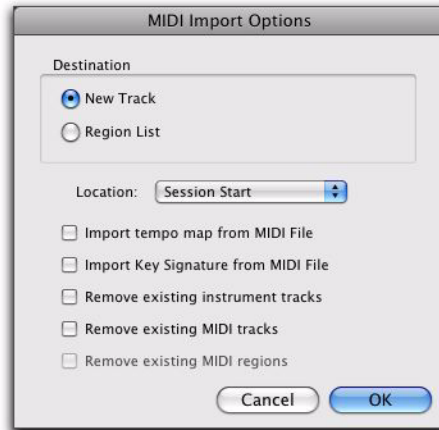 MIDI Import Options
Destination
New Track
Region List
Location: Session Start
Import tempo map from MIDI File
Import Key Signature from MIDI File
Remove existing instrument tracks
Remove existing MIDI tracks
Remove existing MIDI regions
Cancel OK